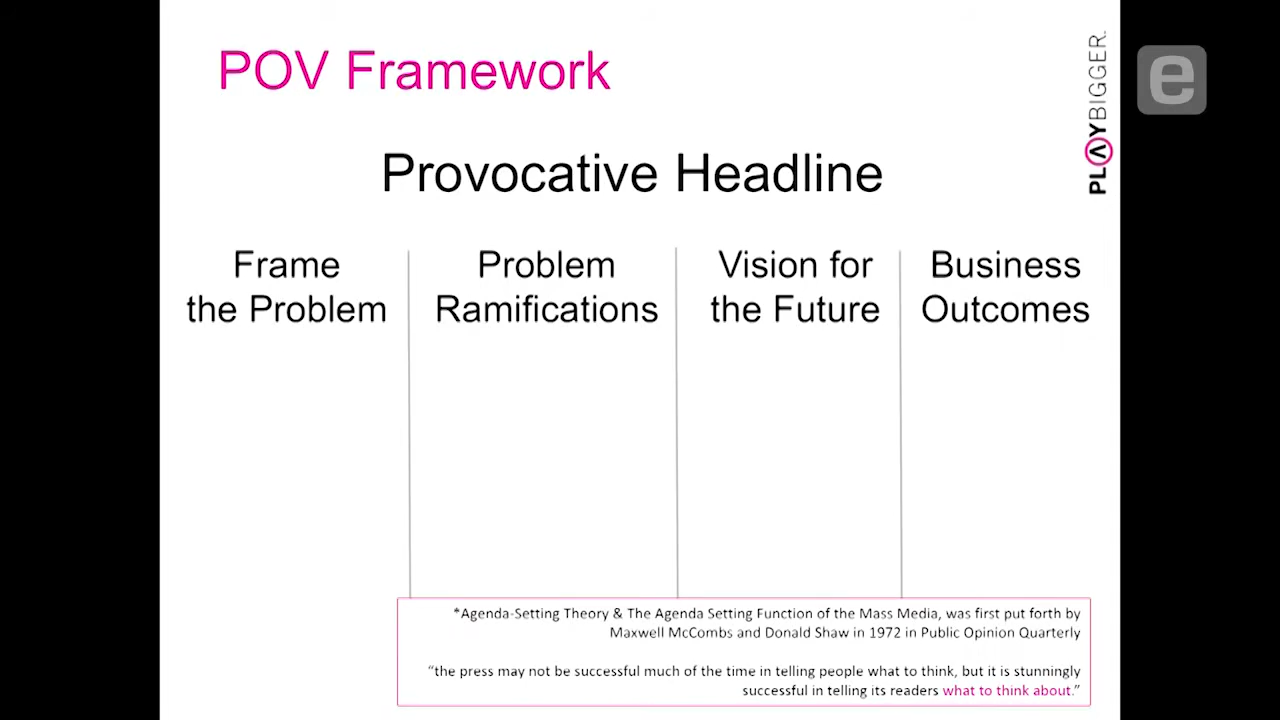 POV Framework
PLAYBIGGER.
e
Provocative Headline
Frame
the Problem
Problem
Ramifications
Vision for
the Future
Business
Outcomes
*Agenda-Setting Theory & The Agenda Setting Function of the Mass Media, was first put forth by
Maxwell McCombs and Donald Shaw in 1972 in Public Opinion Quarterly
“the press may not be successful much of the time in telling people what to think, but it is stunningly
successful in telling its readers what to think about.”